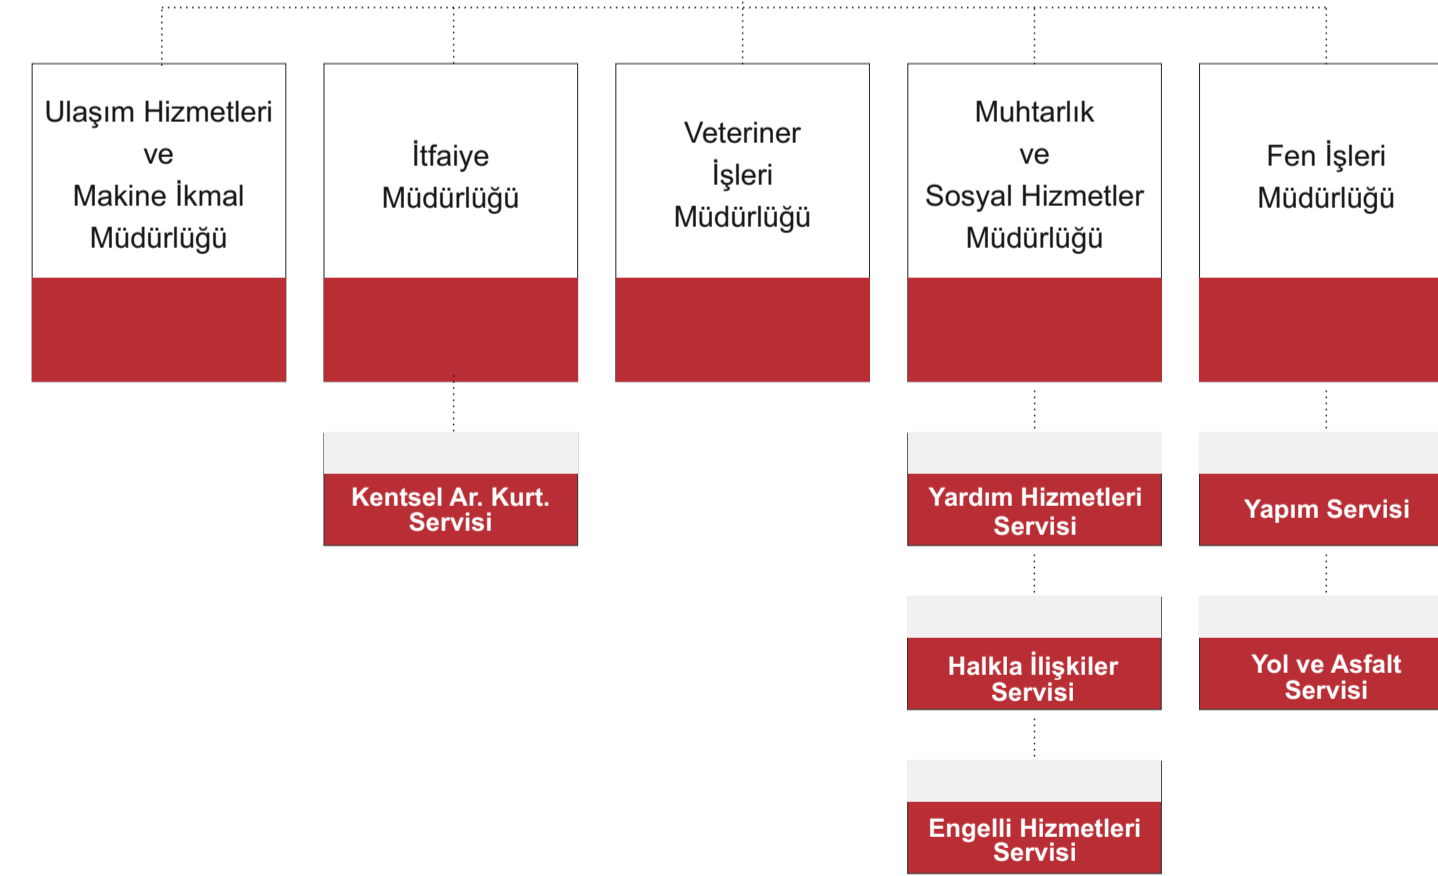 Ulaşım Hizmetleri
ve
Makine İkmal
Müdürlüğü
İtfaiye
Müdürlüğü
Veteriner
İşleri
Müdürlüğü
Muhtarlık
ve
Sosyal Hizmetler
Müdürlüğü
Fen İşleri
Müdürlüğü
Kentsel Ar. Kurt.
Servisi
Yardım Hizmetleri
Servisi
Yapım Servisi
Halkla İlişkiler
Servisi
Yol ve Asfalt
Servisi
Engelli Hizmetleri
Servisi